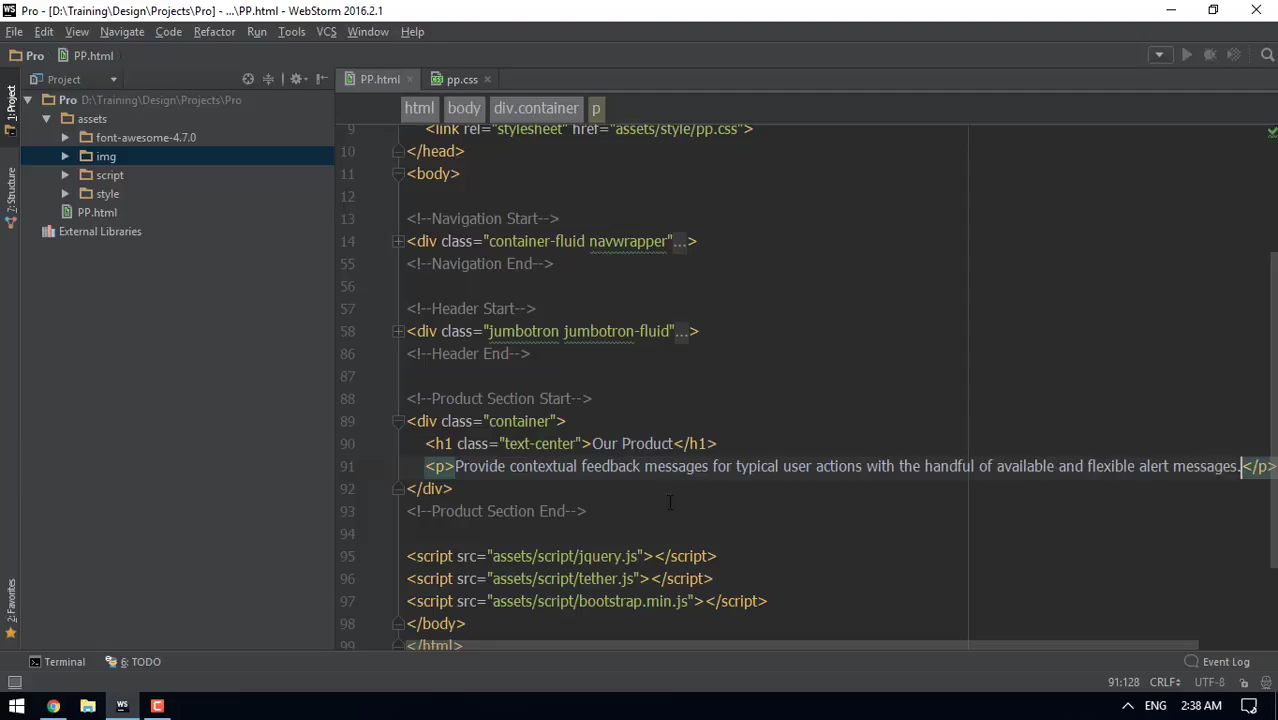 Pro - [D:\Training\Design\Projects\Pro] - ...\PP.html - WebStorm 2016.2.1
File Edit View Navigate Code Refactor Run Tools VCS Window Help
Pro PP.html
1: Project
7: Structure
2: Favorites
Project
Pro D:\Training\Design\Projects\Pro
assets
font-awesome-4.7.0
img
script
style
PP.html
External Libraries
PP.html pp.css
html body div.container p
9 <link rel="stylesheet" href="assets/style/pp.css">
10 </head>
11 <body>
12
13 <!--Navigation Start-->
14 <div class="container-fluid navwrapper"...>
55 <!--Navigation End-->
56
57 <!--Header Start-->
58 <div class="jumbotron jumbotron-fluid"...>
86 <!--Header End-->
87
88 <!--Product Section Start-->
89 <div class="container">
90 <h1 class="text-center">Our Product</h1>
91 <p>Provide contextual feedback messages for typical user actions with the handful of available and flexible alert messages.</p>
92 </div>
93 <!--Product Section End-->
94
95 <script src="assets/script/jquery.js"></script>
96 <script src="assets/script/tether.js"></script>
97 <script src="assets/script/bootstrap.min.js"></script>
98 </body>
99 </html>
Terminal 6: TODO Event Log
91:128 CRLF UTF-8
WS C ENG 2:38 AM